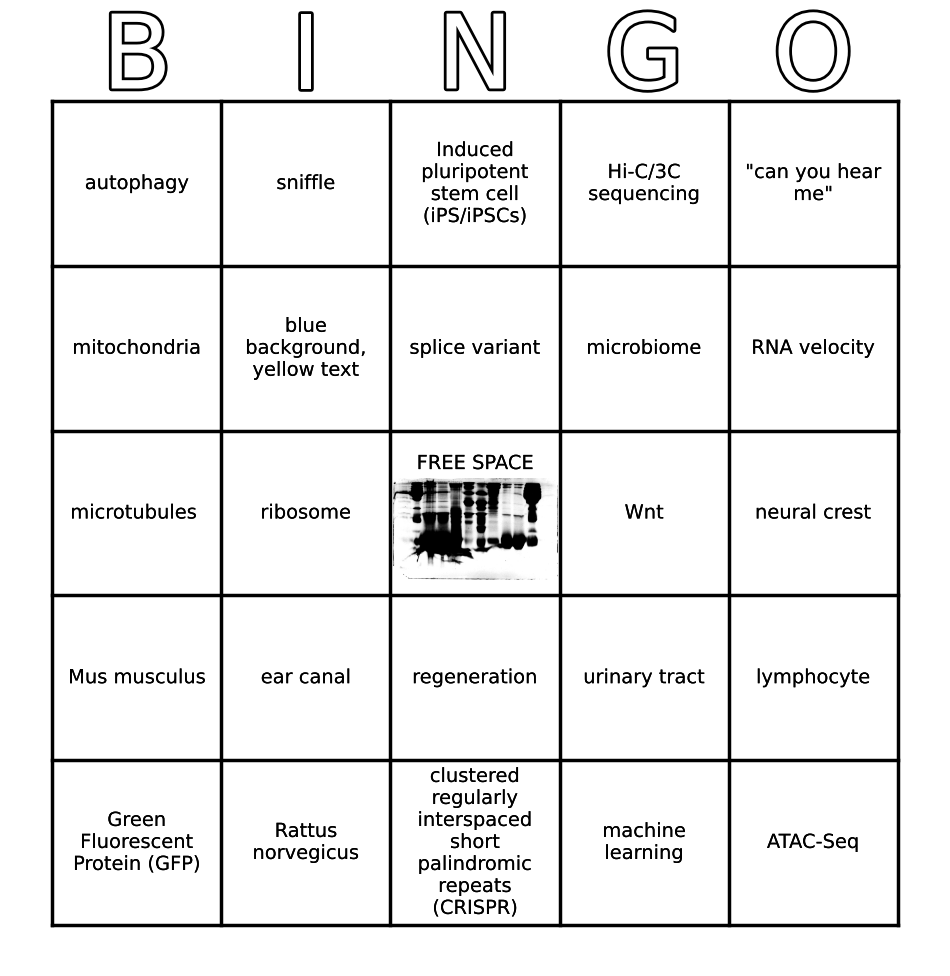 B I N G O
autophagy
sniffle
Induced
pluripotent
stem cell
(iPS/iPSCs)
Hi-C/3C
sequencing
"can you hear
me"
mitochondria
blue
background,
yellow text
splice variant
microbiome
RNA velocity
microtubules
ribosome
FREE SPACE
Wnt
neural crest
Mus musculus
ear canal
regeneration
urinary tract
lymphocyte
Green
Fluorescent
Protein (GFP)
Rattus
norvegicus
clustered
regularly
interspaced
short
palindromic
repeats
(CRISPR)
machine
learning
ATAC-Seq